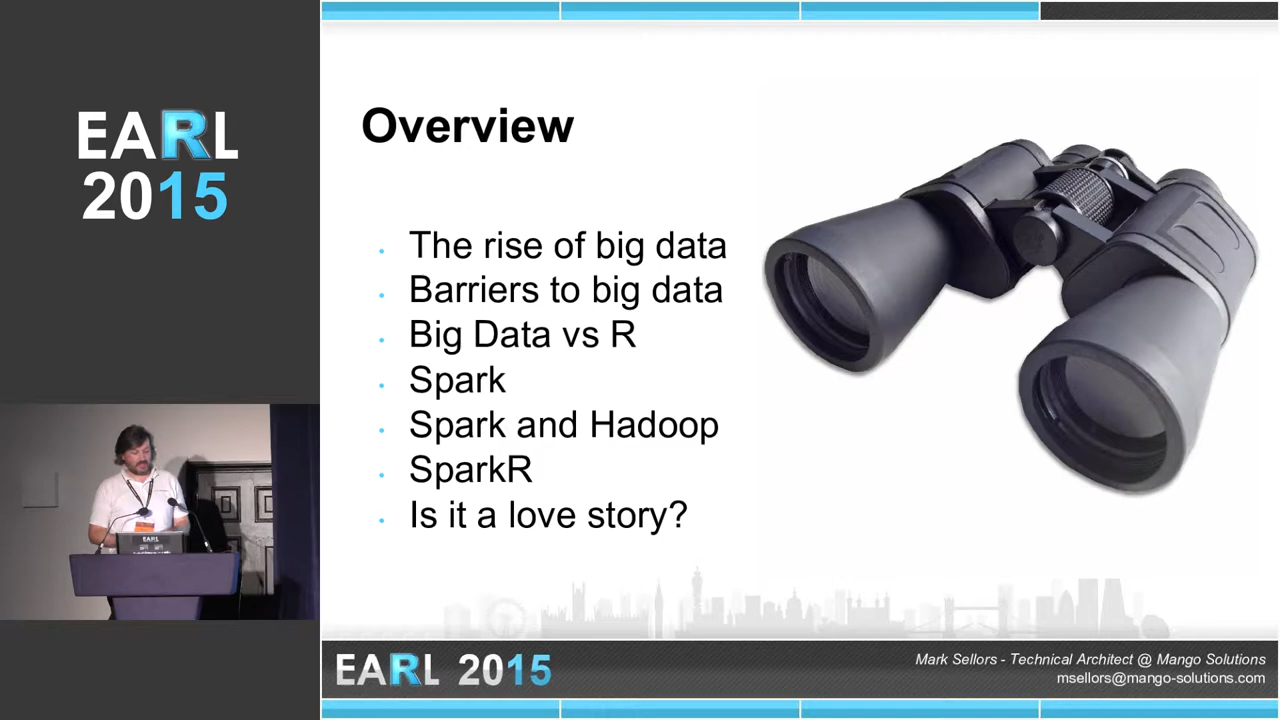 EARL
2015
Overview
The rise of big data
Barriers to big data
Big Data vs R
Spark
Spark and Hadoop
SparkR
Is it a love story?
EARL
EARL 2015
Mark Sellors - Technical Architect @ Mango Solutions
msellors@mango-solutions.com